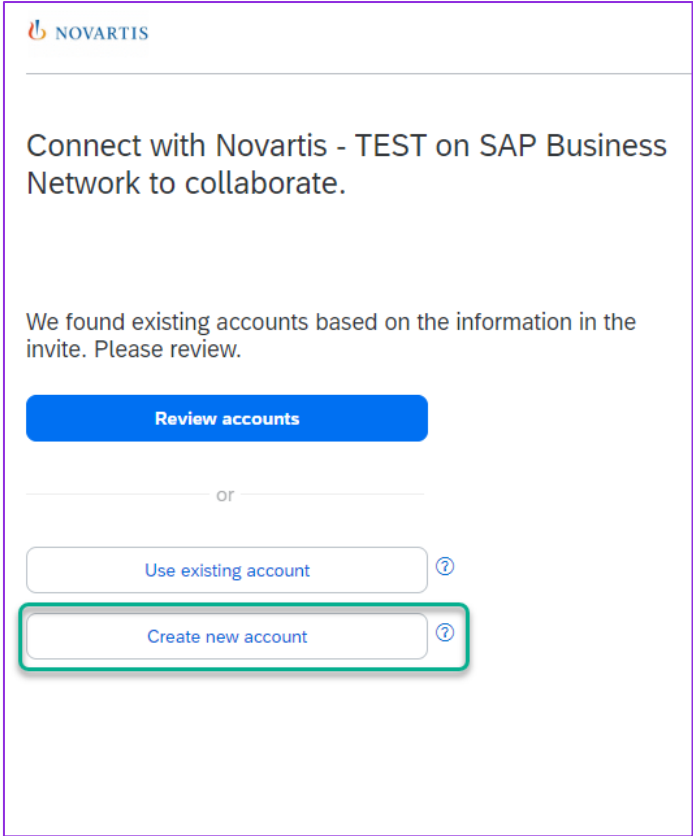 NOVARTIS
Connect with Novartis - TEST on SAP Business
Network to collaborate.
We found existing accounts based on the information in the
invite. Please review.
Review accounts
or
Use existing account
?
Create new account
?